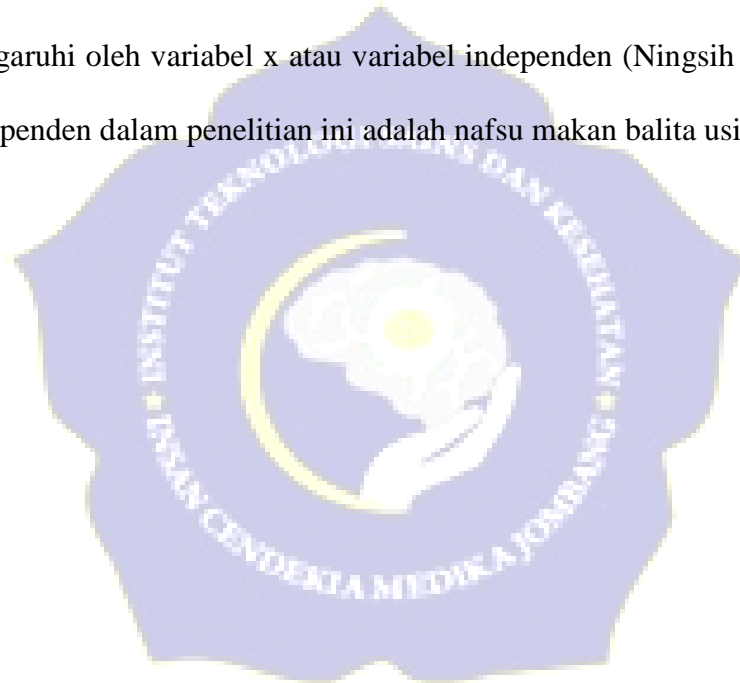 garuhi oleh variabel x atau variabel independen (Ningsih
penden dalam penelitian ini adalah nafsu makan balita usi
INSTITUT TEKNOLOGI SAINS DAN KESEHATAN
INSAN CENDEKIA MEDIKA JOMBANG